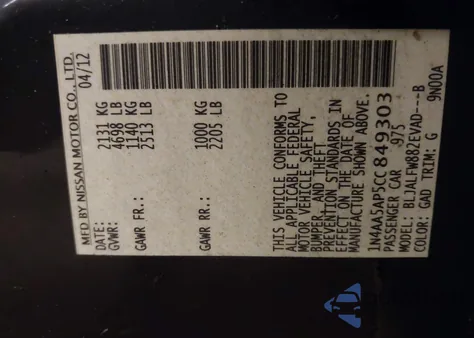 MFD BY NISSAN MOTOR CO., LTD.
04/12
DATE:
GVWR: 2131 KG
4698 LB
GAWR FR.: 1140 KG
2513 LB
GAWR RR.: 1000 KG
2205 LB
THIS VEHICLE CONFORMS TO
ALL APPLICABLE FEDERAL
MOTOR VEHICLE SAFETY,
BUMPER, AND THEFT
PREVENTION STANDARDS IN
EFFECT ON THE DATE OF
MANUFACTURE SHOWN ABOVE.
1N4AA5AP5CC849303
PASSENGER CAR .975
MODEL: BLJALFW882EVAD---B
COLOR: GAD TRIM: G 9N00A